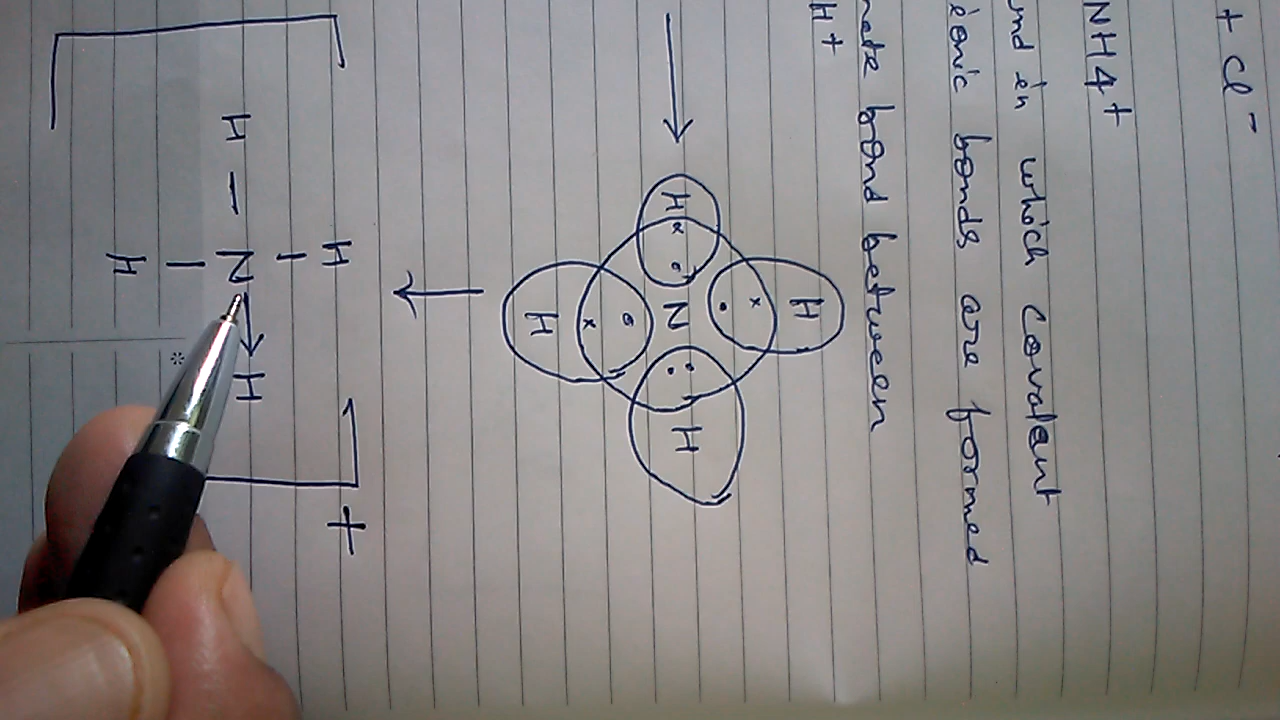 + Cl⁻
NH4⁺
und in which covalent
ionic bonds are formed
nate bond between
H⁺
H
H N H
H
H +
H - N → H
H